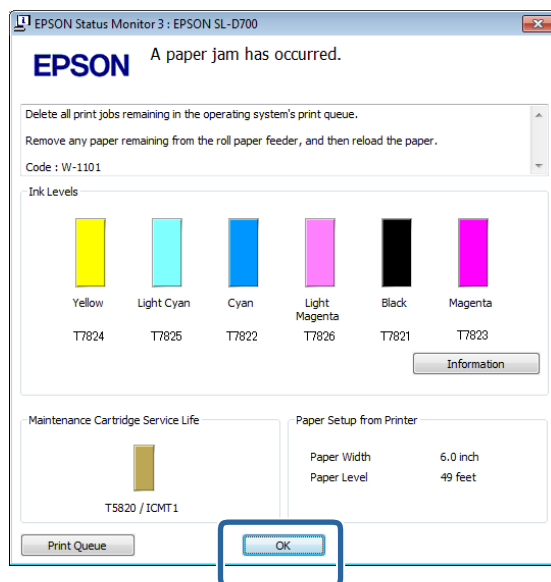 EPSON Status Monitor 3 : EPSON SL-D700
EPSON
A paper jam has occurred.
Delete all print jobs remaining in the operating system's print queue.
Remove any paper remaining from the roll paper feeder, and then reload the paper.
Code : W-1101
Ink Levels
Yellow Light Cyan Cyan Light Magenta Black Magenta
T7824 T7825 T7822 T7826 T7821 T7823
Information
Maintenance Cartridge Service Life
T5820 / ICMT1
Paper Setup from Printer
Paper Width 6.0 inch
Paper Level 49 feet
Print Queue OK